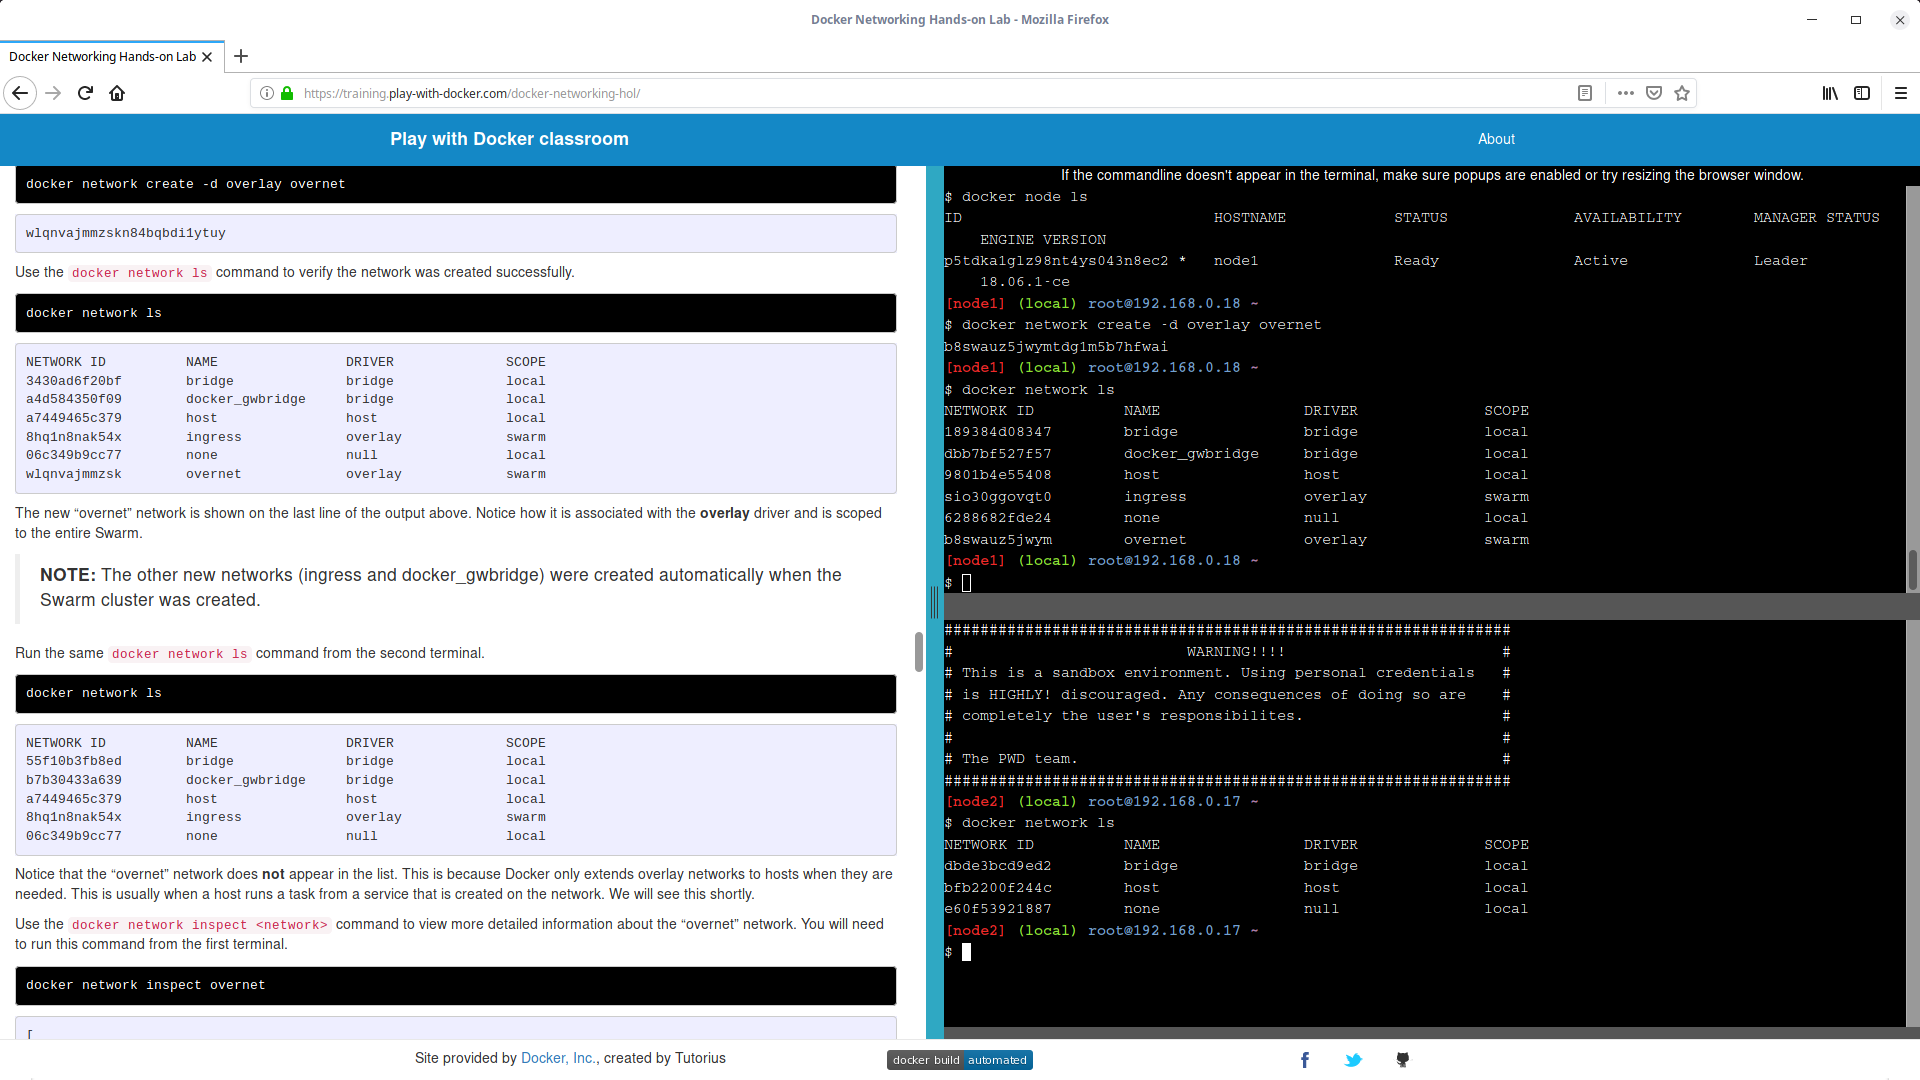 Docker Networking Hands-on Lab - Mozilla Firefox
Docker Networking Hands-on Lab
https://training.play-with-docker.com/docker-networking-hol/
Play with Docker classroom
About
docker network create -d overlay overnet
wlqnvajmmzskn84bqbdi1ytuy
Use the docker network ls command to verify the network was created successfully.
docker network ls
NETWORK ID NAME DRIVER SCOPE
3430ad6f20bf bridge bridge local
a4d584350f09 docker_gwbridge bridge local
a7449465c379 host host local
8hq1n8nak54x ingress overlay swarm
06c349b9cc77 none null local
wlqnvajmmzsk overnet overlay swarm
The new “overnet” network is shown on the last line of the output above. Notice how it is associated with the overlay driver and is scoped
to the entire Swarm.
NOTE: The other new networks (ingress and docker_gwbridge) were created automatically when the
Swarm cluster was created.
Run the same docker network ls command from the second terminal.
docker network ls
NETWORK ID NAME DRIVER SCOPE
55f10b3fb8ed bridge bridge local
b7b30433a639 docker_gwbridge bridge local
a7449465c379 host host local
8hq1n8nak54x ingress overlay swarm
06c349b9cc77 none null local
Notice that the “overnet” network does not appear in the list. This is because Docker only extends overlay networks to hosts when they are
needed. This is usually when a host runs a task from a service that is created on the network. We will see this shortly.
Use the docker network inspect <network> command to view more detailed information about the “overnet” network. You will need
to run this command from the first terminal.
docker network inspect overnet
[
If the commandline doesn't appear in the terminal, make sure popups are enabled or try resizing the browser window.
$ docker node ls
ID HOSTNAME STATUS AVAILABILITY MANAGER STATUS
ENGINE VERSION
p5tdka1glz98nt4ys043n8ec2 * node1 Ready Active Leader
18.06.1-ce
[node1] (local) root@192.168.0.18 ~
$ docker network create -d overlay overnet
b8swauz5jwymtdg1m5b7hfwai
[node1] (local) root@192.168.0.18 ~
$ docker network ls
NETWORK ID NAME DRIVER SCOPE
189384d08347 bridge bridge local
dbb7bf527f57 docker_gwbridge bridge local
9801b4e55408 host host local
sio30ggovqt0 ingress overlay swarm
6288682fde24 none null local
b8swauz5jwym overnet overlay swarm
[node1] (local) root@192.168.0.18 ~
$
###############################################################
# WARNING!!!! #
# This is a sandbox environment. Using personal credentials #
# is HIGHLY! discouraged. Any consequences of doing so are #
# completely the user's responsibilites. #
# #
# The PWD team. #
###############################################################
[node2] (local) root@192.168.0.17 ~
$ docker network ls
NETWORK ID NAME DRIVER SCOPE
dbde3bcd9ed2 bridge bridge local
bfb2200f244c host host local
e60f53921887 none null local
[node2] (local) root@192.168.0.17 ~
$
Site provided by Docker, Inc., created by Tutorius
docker build automated